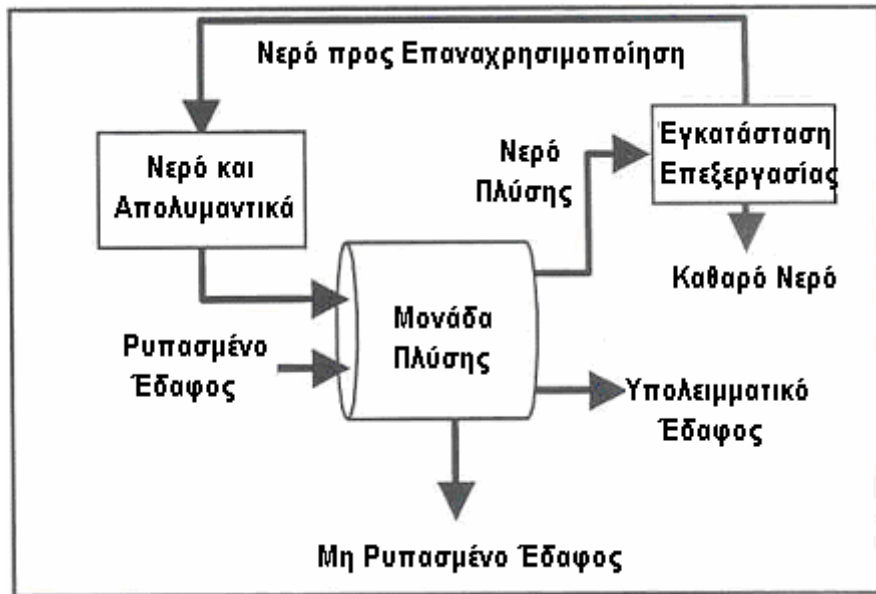 Νερό προς Επαναχρησιμοποίηση
Νερό και
Απολυμαντικά
Νερό
Πλύσης
Εγκατάσταση
Επεξεργασίας
Καθαρό Νερό
Ρυπασμένο
Έδαφος
Μονάδα
Πλύσης
Υπολειμματικό
Έδαφος
Μη Ρυπασμένο Έδαφος